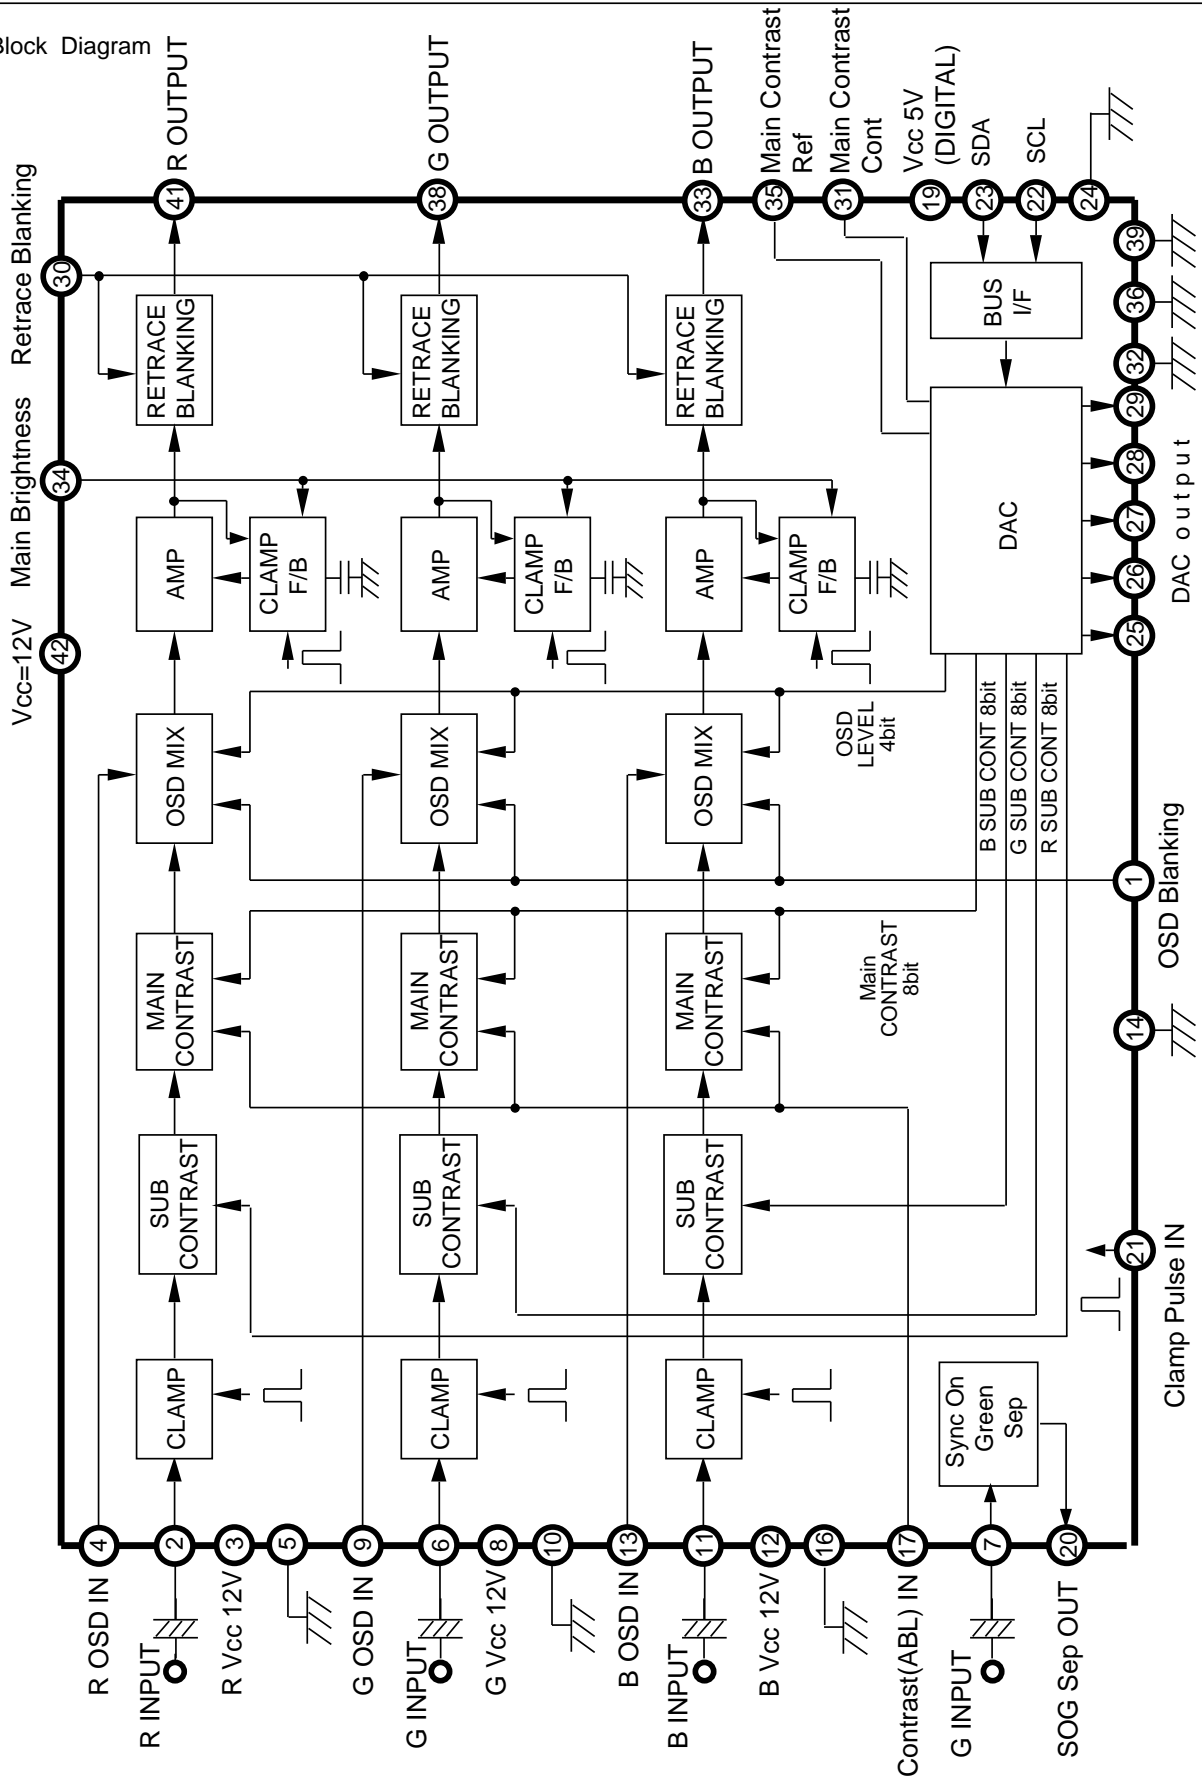 Block Diagram
Vcc=12V
42
Main Brightness
34
Retrace Blanking
30
R OSD IN
4
R INPUT
2
CLAMP
SUB
CONTRAST
MAIN
CONTRAST
OSD MIX
AMP
RETRACE
BLANKING
41
R OUTPUT
R Vcc 12V
3
CLAMP
F/B
5
G OSD IN
9
G INPUT
6
CLAMP
SUB
CONTRAST
MAIN
CONTRAST
OSD MIX
AMP
RETRACE
BLANKING
38
G OUTPUT
G Vcc 12V
8
CLAMP
F/B
10
B OSD IN
13
B INPUT
11
CLAMP
SUB
CONTRAST
MAIN
CONTRAST
OSD MIX
AMP
RETRACE
BLANKING
33
B OUTPUT
B Vcc 12V
12
CLAMP
F/B
35
Main Contrast
Ref
16
31
Main Contrast
Cont
OSD
LEVEL
4bit
Main
CONTRAST
8bit
Contrast(ABL) IN
17
19
Vcc 5V
(DIGITAL)
23
SDA
G INPUT
7
Sync On
Green
Sep
B SUB CONT 8bit
G SUB CONT 8bit
R SUB CONT 8bit
DAC
BUS
I/F
22
SCL
SOG Sep OUT
20
24
21
14
1
25
26
27
28
29
32
36
39
Clamp Pulse IN
OSD Blanking
DAC output